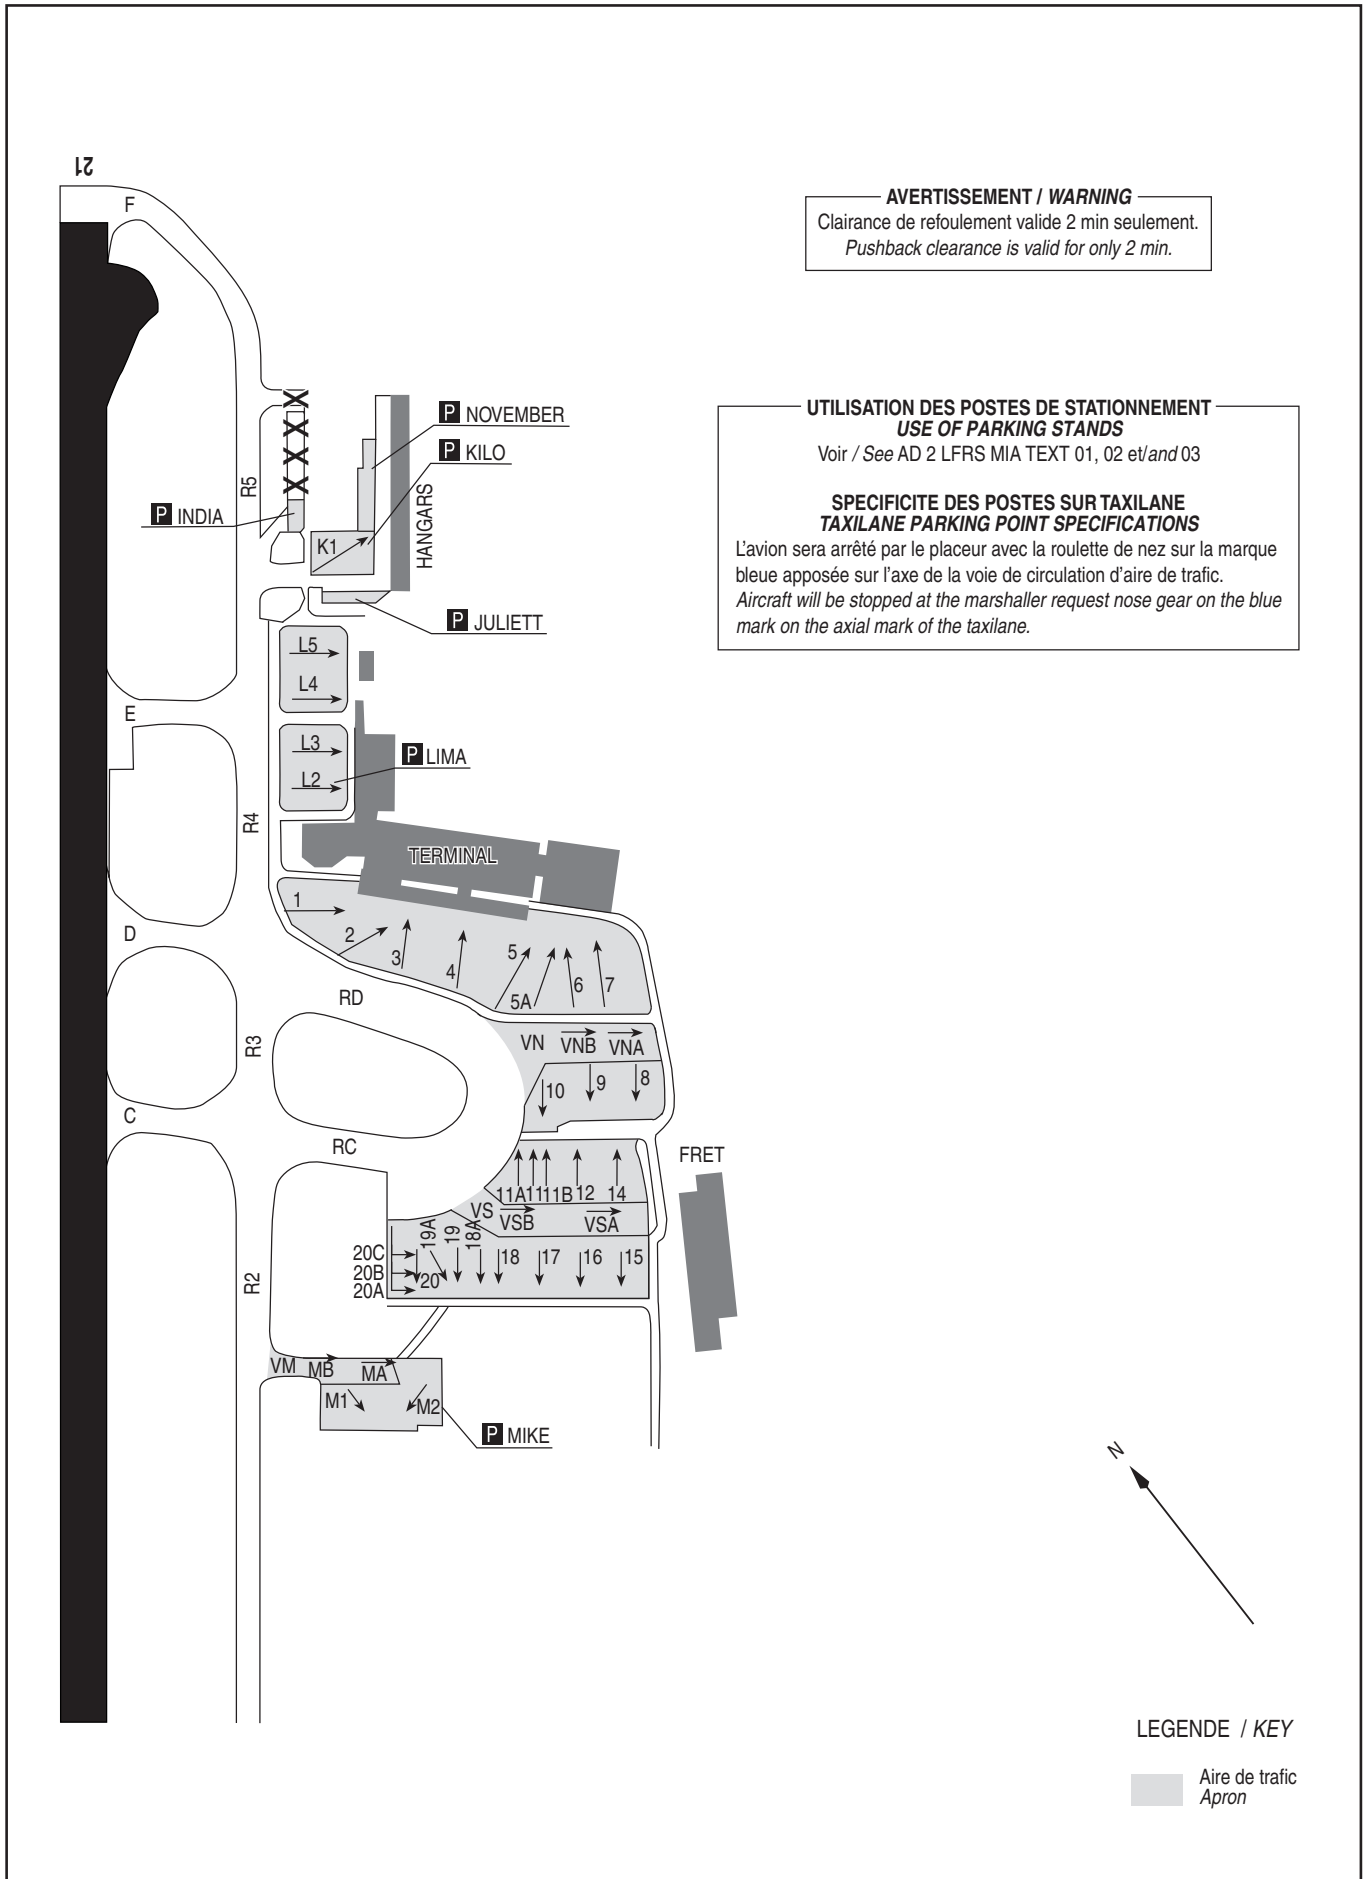 21
F
AVERTISSEMENT / WARNING
Clairance de refoulement valide 2 min seulement.
Pushback clearance is valid for only 2 min.
UTILISATION DES POSTES DE STATIONNEMENT
USE OF PARKING STANDS
Voir / See AD 2 LFRS MIA TEXT 01, 02 et/and 03
SPECIFICITE DES POSTES SUR TAXILANE
TAXILANE PARKING POINT SPECIFICATIONS
L'avion sera arrêté par le placeur avec la roulette de nez sur la marque
bleue apposée sur l'axe de la voie de circulation d'aire de trafic.
Aircraft will be stopped at the marshaller request nose gear on the blue
mark on the axial mark of the taxilane.
P NOVEMBER
P KILO
R5
P INDIA
HANGARS
K1
P JULIETT
L5
L4
E
L3
P LIMA
L2
R4
TERMINAL
1
2
D
3
4
5
5A
6
7
RD
R3
VN
VNB
VNA
10
9
8
C
RC
FRET
11A
11
11B
12
14
VS
VSB
VSA
19A
19
18A
20C
20B
20A
20
18
17
16
15
R2
VM
MB
MA
M1
M2
P MIKE
N
LEGENDE / KEY
Aire de trafic
Apron